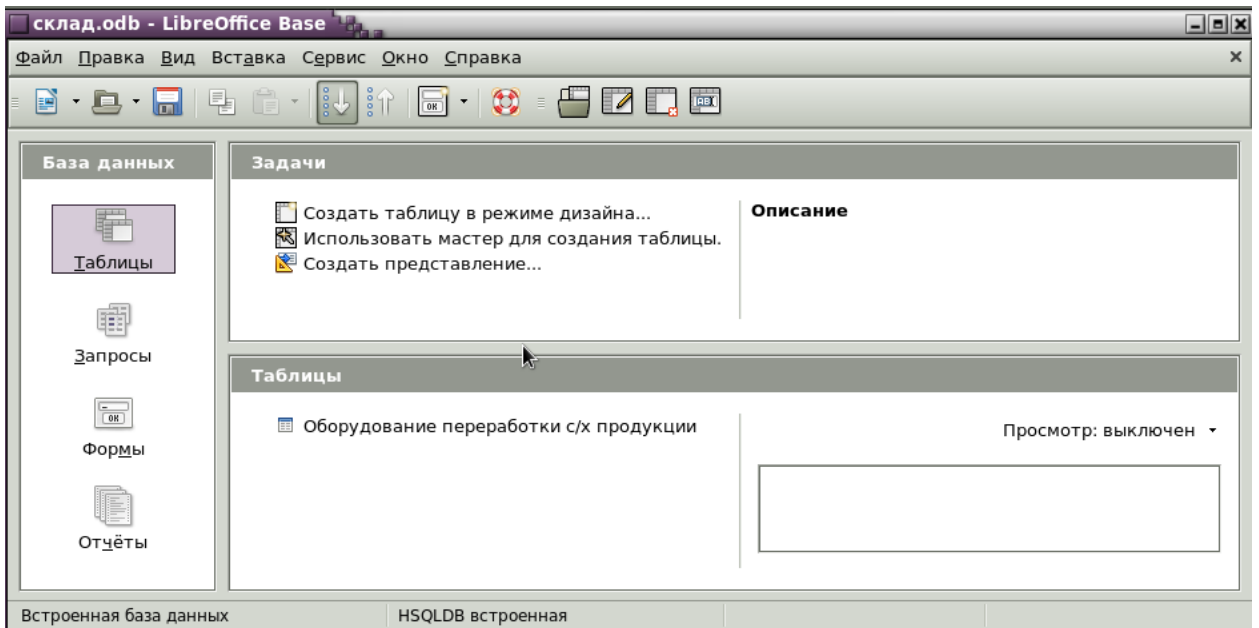 склад.odb - LibreOffice Base
Файл Правка Вид Вставка Сервис Окно Справка
База данных
Таблицы
Запросы
Формы
Отчёты
Задачи
Создать таблицу в режиме дизайна...
Использовать мастер для создания таблицы.
Создать представление...
Описание
Таблицы
Оборудование переработки с/х продукции
Просмотр: выключен
Встроенная база данных
HSQLDB встроенная